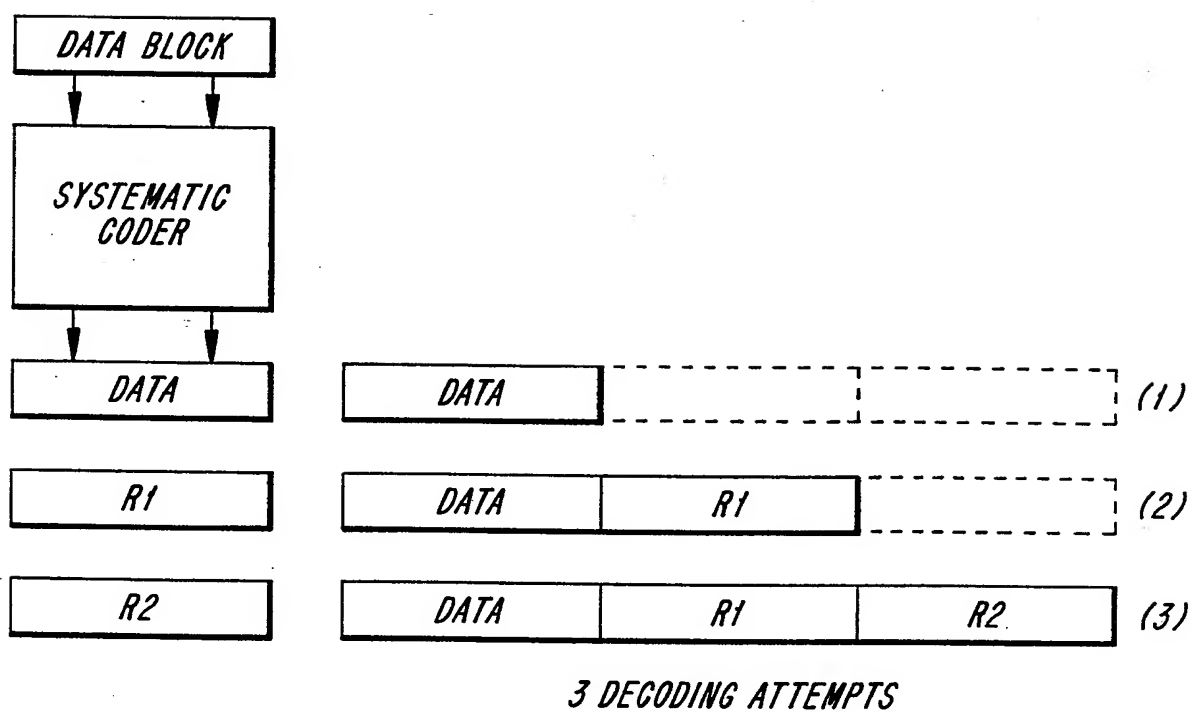 DATA BLOCK
SYSTEMATIC
CODER
DATA
DATA
(1)
R1
DATA R1
(2)
R2
DATA R1 R2
(3)
3 DECODING ATTEMPTS